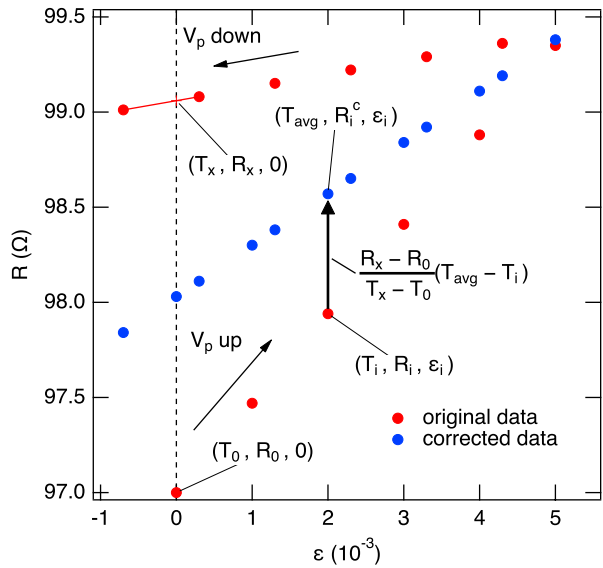 99.5
V_p down
99.0
(T_avg , R_i^c , ε_i)
(T_x , R_x , 0)
98.5
R (Ω)
R_x − R_0
T_x − T_0
(T_avg − T_i)
98.0
V_p up
(T_i , R_i , ε_i)
97.5
original data
corrected data
(T_0 , R_0 , 0)
97.0
-1 0 1 2 3 4 5
ε (10^-3)